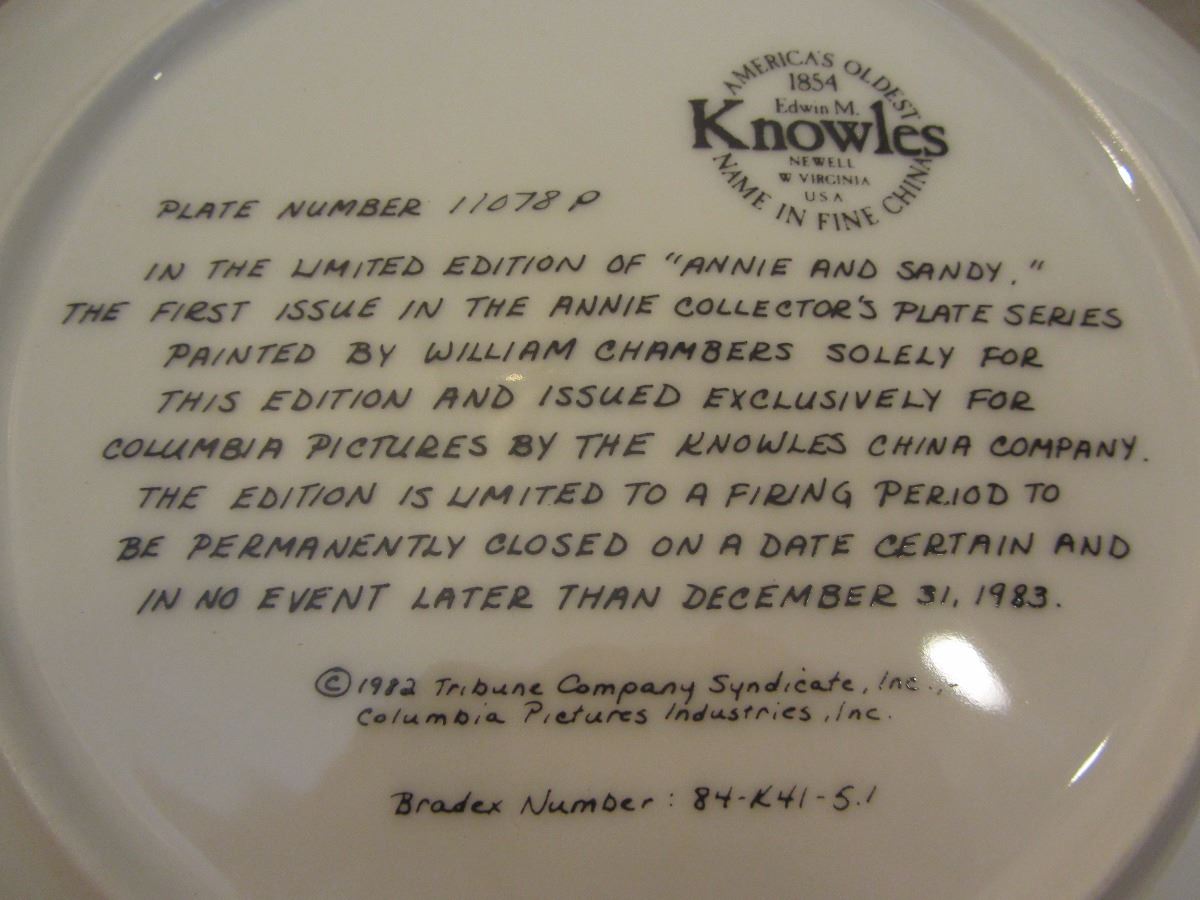 AMERICA'S OLDEST
1854
Edwin M.
Knowles
NEWELL
W VIRGINIA
USA
NAME IN FINE CHINA
PLATE NUMBER 11078 P
IN THE LIMITED EDITION OF "ANNIE AND SANDY,"
THE FIRST ISSUE IN THE ANNIE COLLECTOR'S PLATE SERIES
PAINTED BY WILLIAM CHAMBERS SOLELY FOR
THIS EDITION AND ISSUED EXCLUSIVELY FOR
COLUMBIA PICTURES BY THE KNOWLES CHINA COMPANY.
THE EDITION IS LIMITED TO A FIRING PERIOD TO
BE PERMANENTLY CLOSED ON A DATE CERTAIN AND
IN NO EVENT LATER THAN DECEMBER 31, 1983.
© 1982 Tribune Company Syndicate, Inc.,
Columbia Pictures Industries, Inc.
Bradex Number: 84-K41-5.1